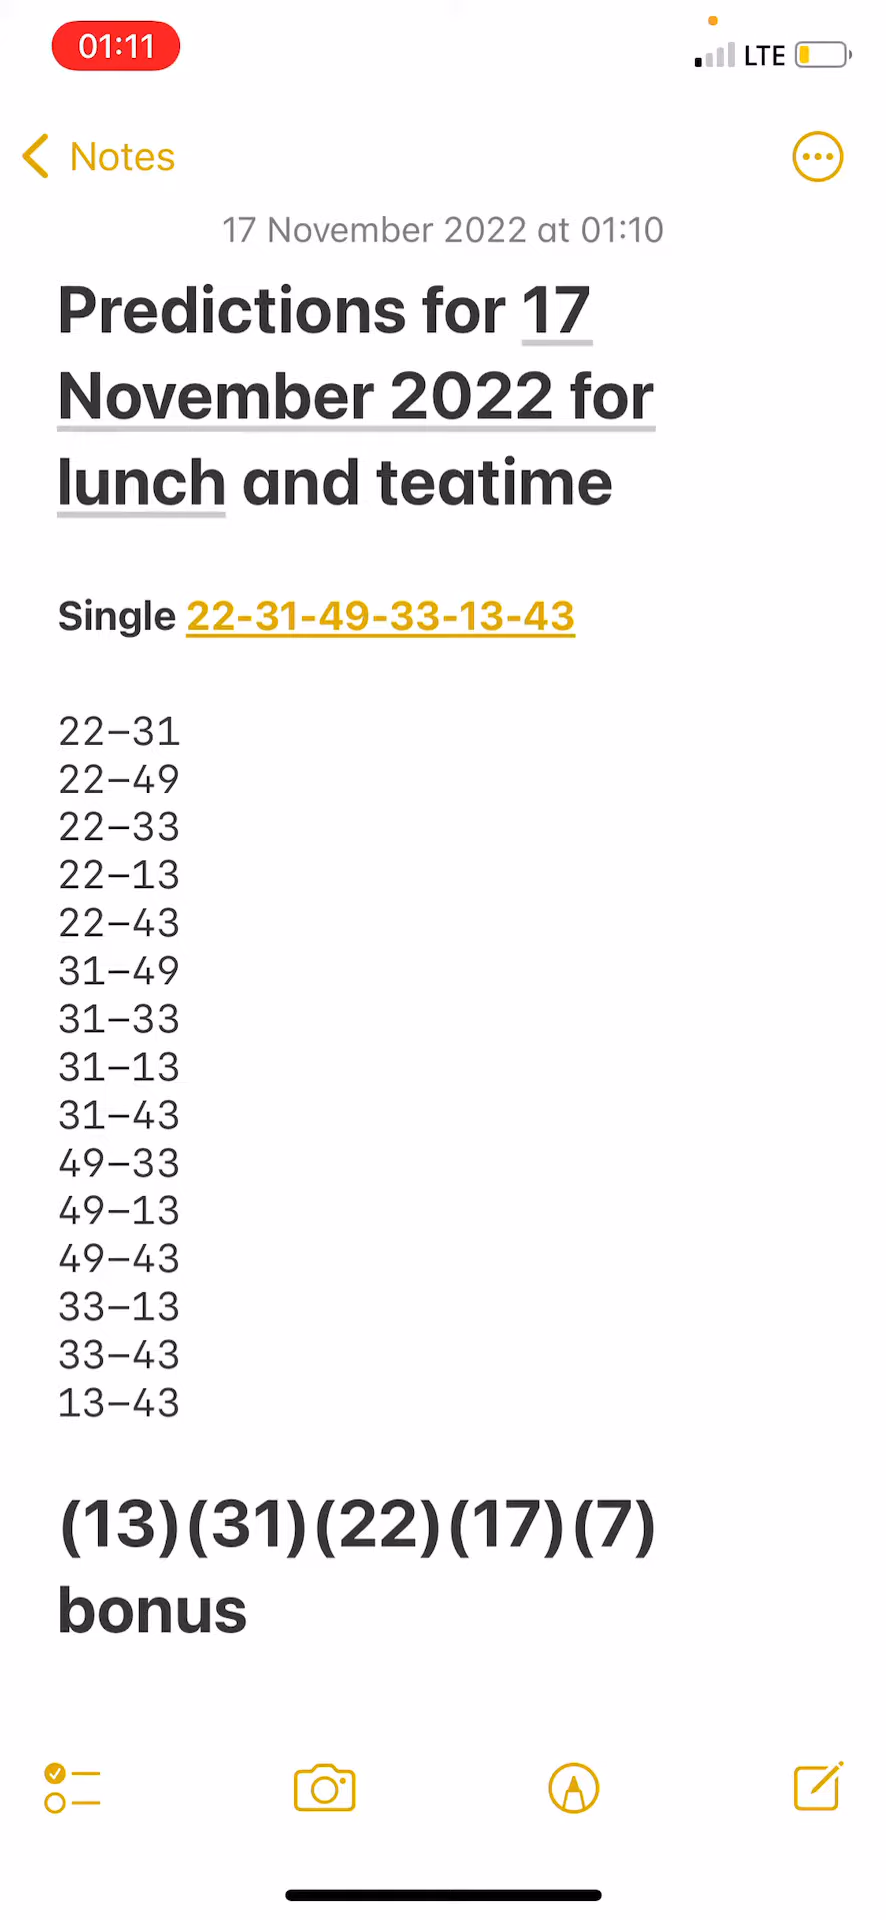 01:11
LTE
Notes
17 November 2022 at 01:10
Predictions for 17
November 2022 for
lunch and teatime
Single 22-31-49-33-13-43
22–31
22–49
22–33
22–13
22–43
31–49
31–33
31–13
31–43
49–33
49–13
49–43
33–13
33–43
13–43
(13)(31)(22)(17)(7)
bonus